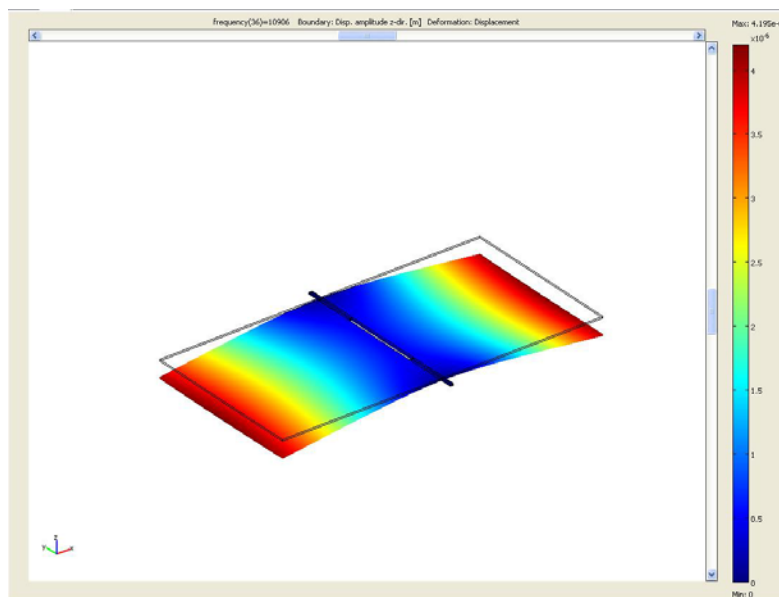 frequency(36)=10906 Boundary: Disp. amplitude z-dir. [m] Deformation: Displacement
Max: 4.195e-
×10⁻⁶
4
3.5
3
2.5
2
1.5
1
0.5
0
Min: 0
z
y x